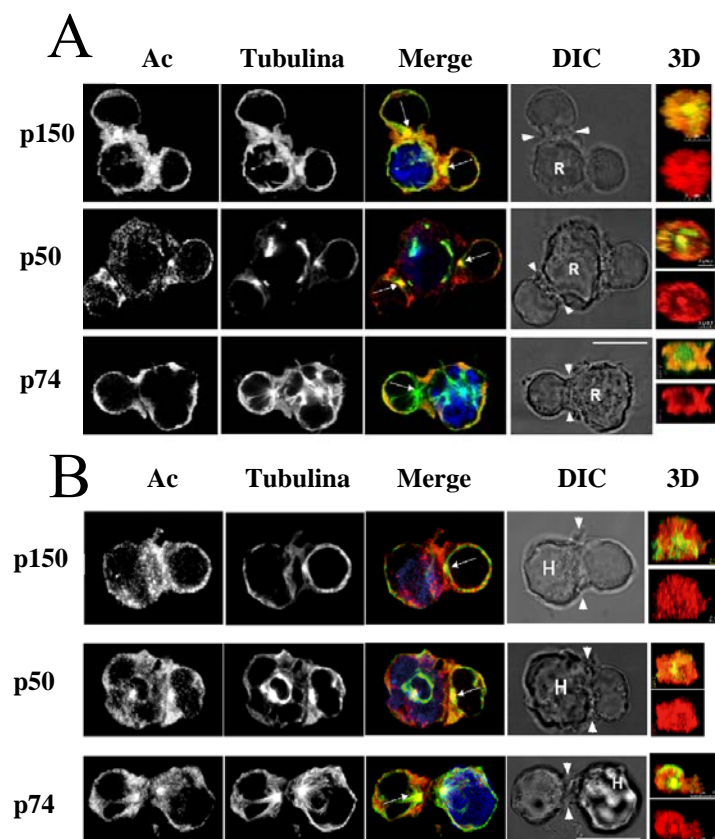 A
Ac Tubulina Merge DIC 3D
p150
R
p50
R
p74
R
B
Ac Tubulina Merge DIC 3D
p150
H
p50
H
p74
H